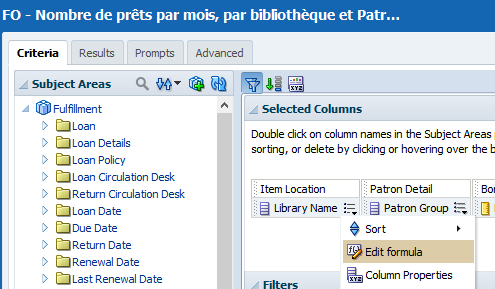 FO - Nombre de prêts par mois, par bibliothèque et Patr...
Criteria Results Prompts Advanced
Subject Areas
Fulfillment
Loan
Loan Details
Loan Policy
Loan Circulation Desk
Return Circulation Desk
Loan Date
Due Date
Return Date
Renewal Date
Last Renewal Date
Selected Columns
Double click on column names in the Subject Areas
sorting, or delete by clicking or hovering over the b
Item Location Patron Detail Bor
Library Name Patron Group
Sort
Edit formula
Column Properties
Filters